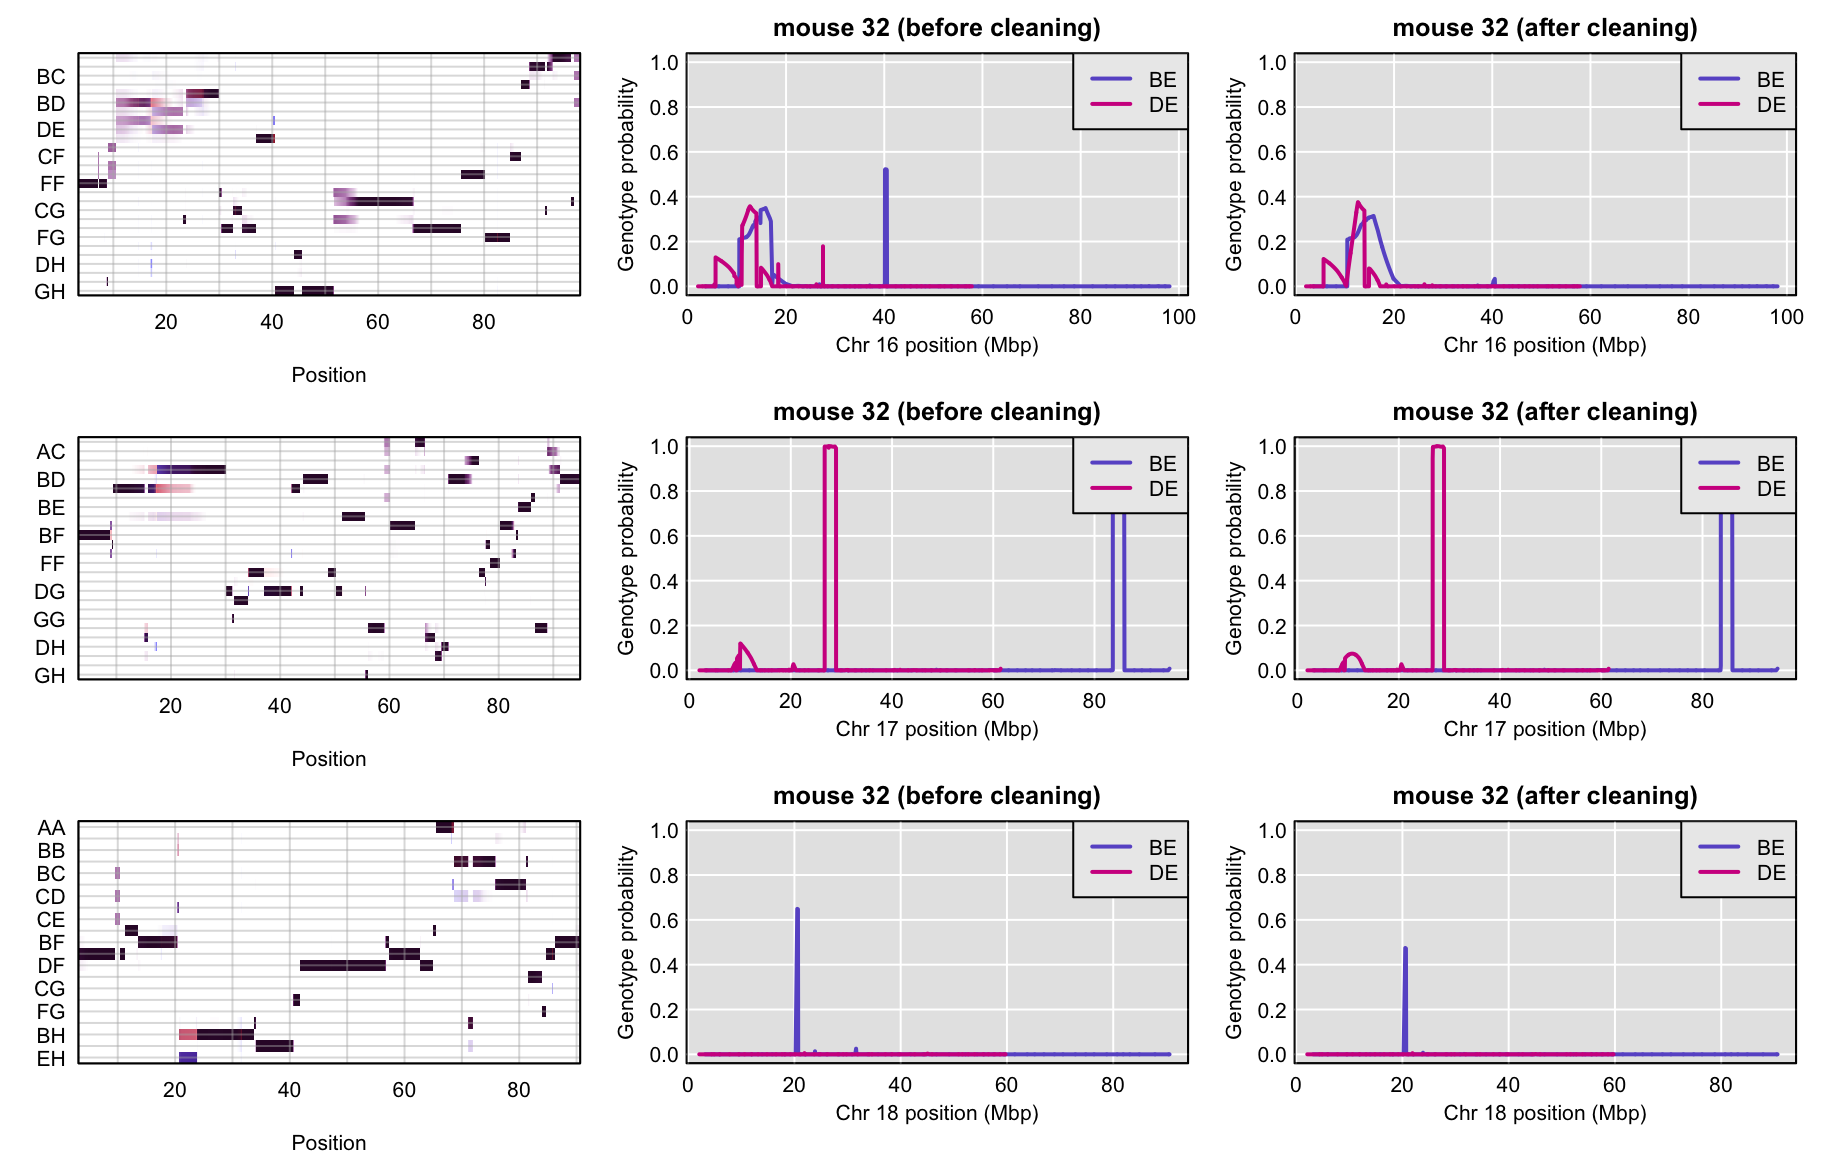 BC
BD
DE
CF
FF
CG
FG
DH
GH
20 40 60 80
Position
mouse 32 (before cleaning)
Genotype probability
1.0
0.8
0.6
0.4
0.2
0.0
BE
DE
0 20 40 60 80 100
Chr 16 position (Mbp)
mouse 32 (after cleaning)
Genotype probability
1.0
0.8
0.6
0.4
0.2
0.0
BE
DE
0 20 40 60 80 100
Chr 16 position (Mbp)
AC
BD
BE
BF
FF
DG
GG
DH
GH
20 40 60 80
Position
mouse 32 (before cleaning)
Genotype probability
1.0
0.8
0.6
0.4
0.2
0.0
BE
DE
0 20 40 60 80
Chr 17 position (Mbp)
mouse 32 (after cleaning)
Genotype probability
1.0
0.8
0.6
0.4
0.2
0.0
BE
DE
0 20 40 60 80
Chr 17 position (Mbp)
AA
BB
BC
CD
CE
BF
DF
CG
FG
BH
EH
20 40 60 80
Position
mouse 32 (before cleaning)
Genotype probability
1.0
0.8
0.6
0.4
0.2
0.0
BE
DE
0 20 40 60 80
Chr 18 position (Mbp)
mouse 32 (after cleaning)
Genotype probability
1.0
0.8
0.6
0.4
0.2
0.0
BE
DE
0 20 40 60 80
Chr 18 position (Mbp)